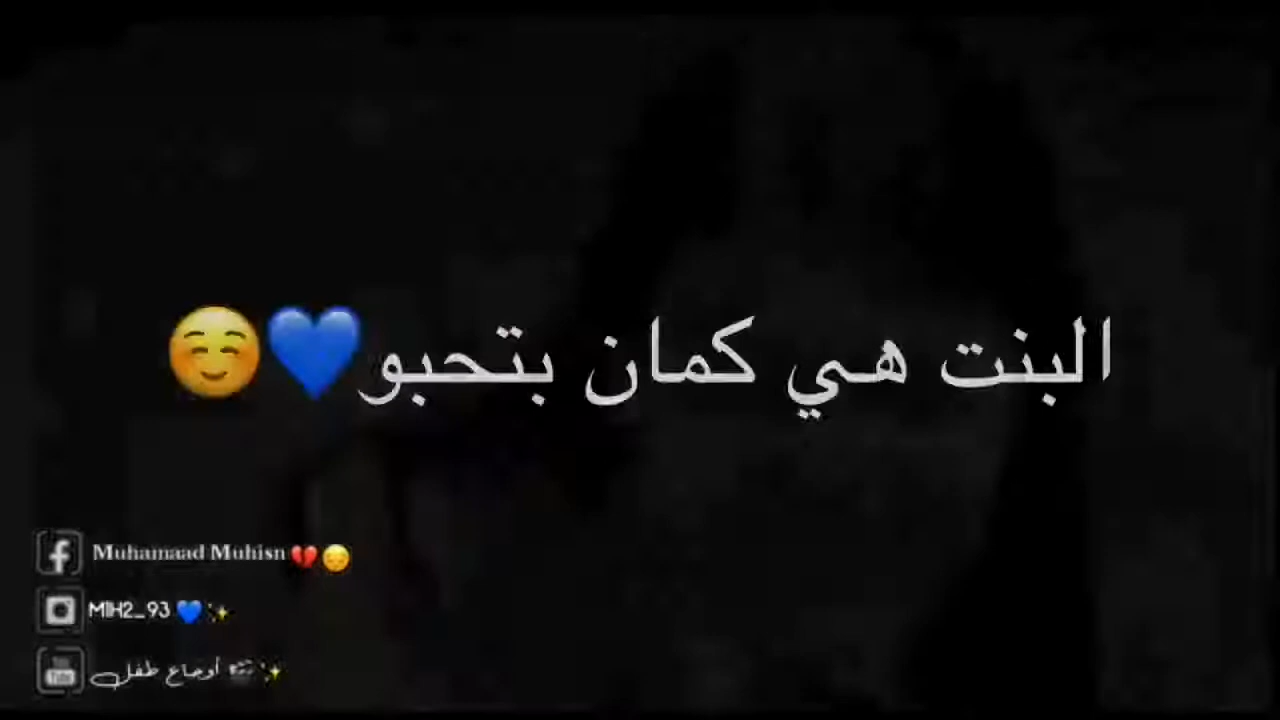 البنت هي كمان بتحبو💙☺️
Muhamaad Muhisn 💔😌
MIH2_93 💙✨
أوجاع طفل ✨